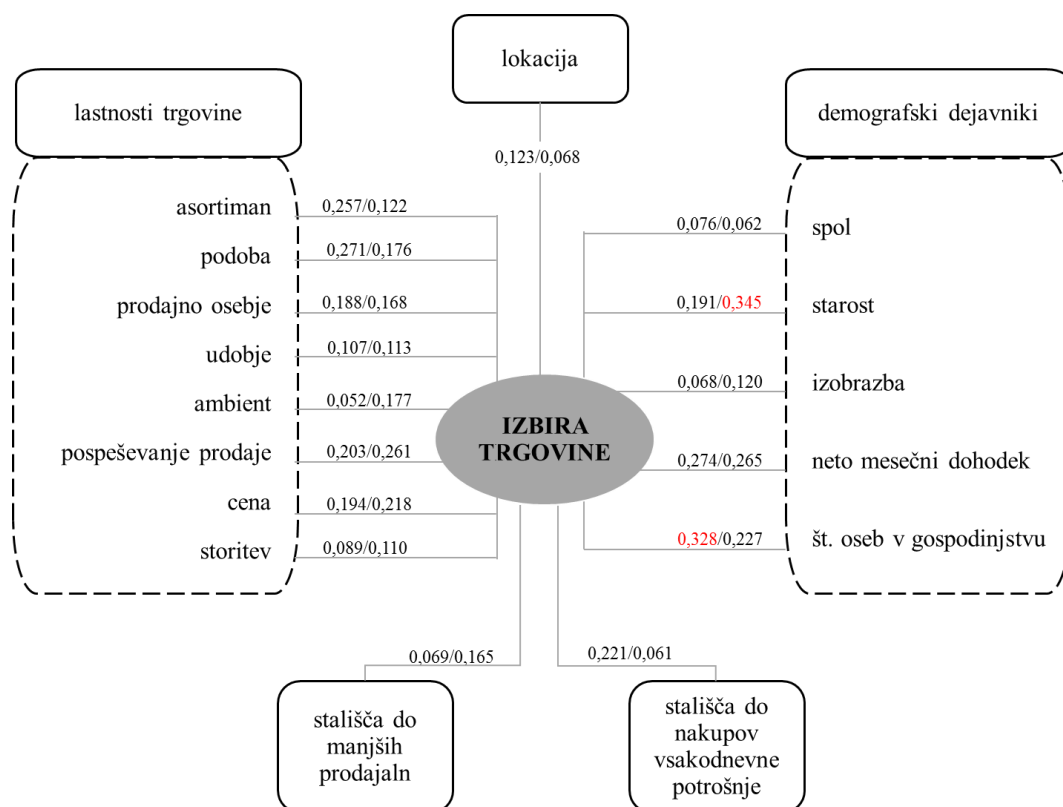 lokacija
0,123/0,068
lastnosti trgovine
asortiman
0,257/0,122
podoba
0,271/0,176
prodajno osebje
0,188/0,168
udobje
0,107/0,113
ambient
0,052/0,177
pospeševanje prodaje
0,203/0,261
cena
0,194/0,218
storitev
0,089/0,110
IZBIRA
TRGOVINE
demografski dejavniki
0,076/0,062
spol
0,191/0,345
starost
0,068/0,120
izobrazba
0,274/0,265
neto mesečni dohodek
0,328/0,227
št. oseb v gospodinjstvu
0,069/0,165
stališča do
manjših
prodajaln
0,221/0,061
stališča do
nakupov
vsakodnevne
potrošnje